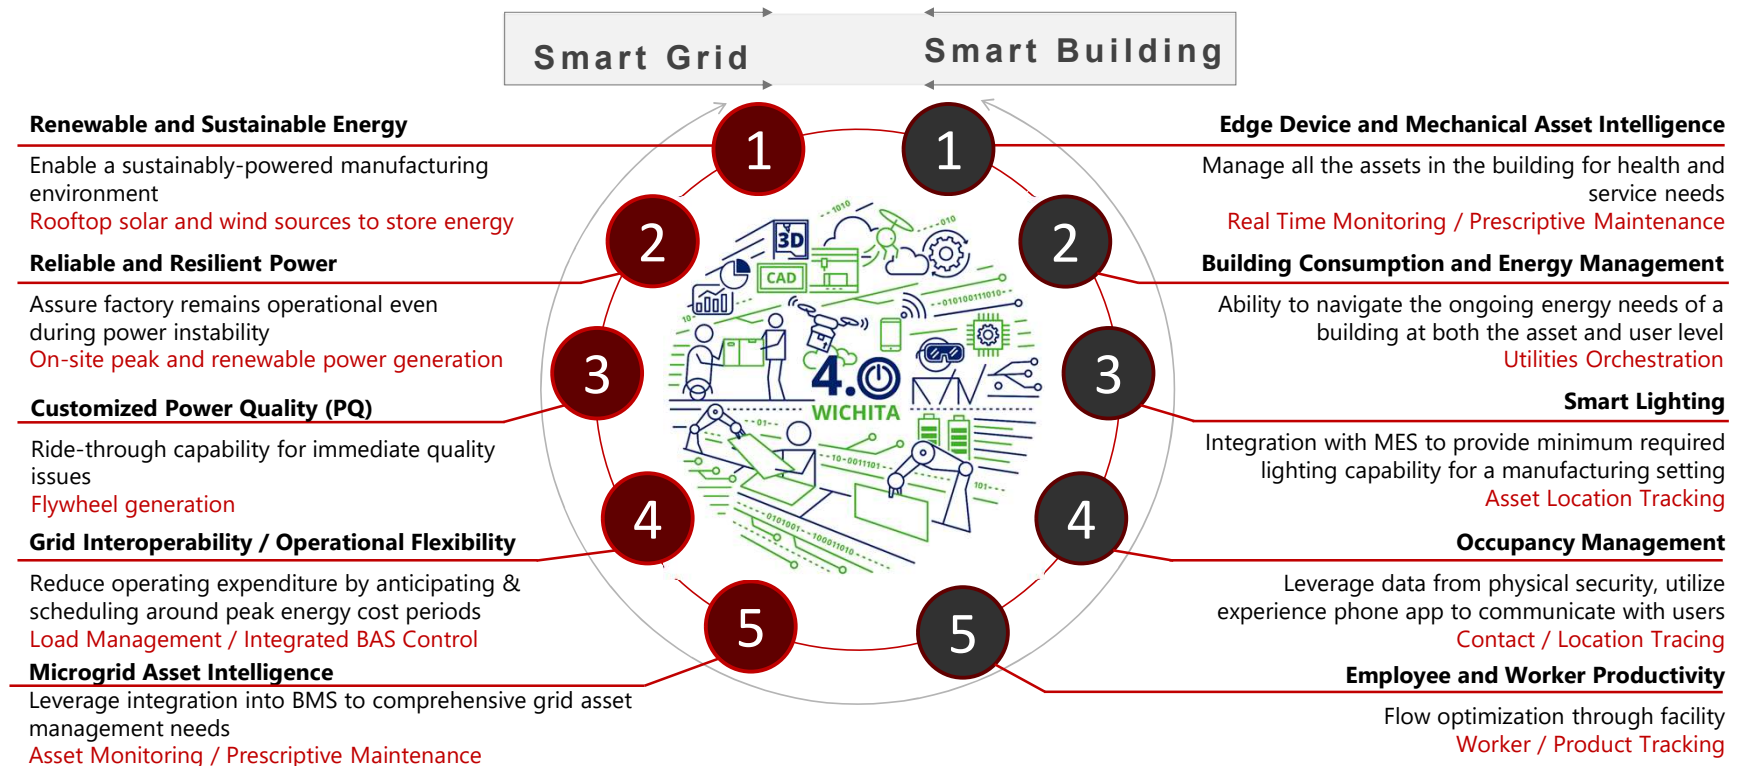 Smart Grid
Smart Building
Renewable and Sustainable Energy
Enable a sustainably-powered manufacturing
environment
Rooftop solar and wind sources to store energy
Reliable and Resilient Power
Assure factory remains operational even
during power instability
On-site peak and renewable power generation
Customized Power Quality (PQ)
Ride-through capability for immediate quality
issues
Flywheel generation
Grid Interoperability / Operational Flexibility
Reduce operating expenditure by anticipating &
scheduling around peak energy cost periods
Load Management / Integrated BAS Control
Microgrid Asset Intelligence
Leverage integration into BMS to comprehensive grid asset
management needs
Asset Monitoring / Prescriptive Maintenance
1
2
3
4
5
1010
010
3D
CAD
010100111010
10
4.0
WICHITA
01
10-0011101
101
0101001
100011010
1
2
3
4
5
Edge Device and Mechanical Asset Intelligence
Manage all the assets in the building for health and
service needs
Real Time Monitoring / Prescriptive Maintenance
Building Consumption and Energy Management
Ability to navigate the ongoing energy needs of a
building at both the asset and user level
Utilities Orchestration
Smart Lighting
Integration with MES to provide minimum required
lighting capability for a manufacturing setting
Asset Location Tracking
Occupancy Management
Leverage data from physical security, utilize
experience phone app to communicate with users
Contact / Location Tracing
Employee and Worker Productivity
Flow optimization through facility
Worker / Product Tracking